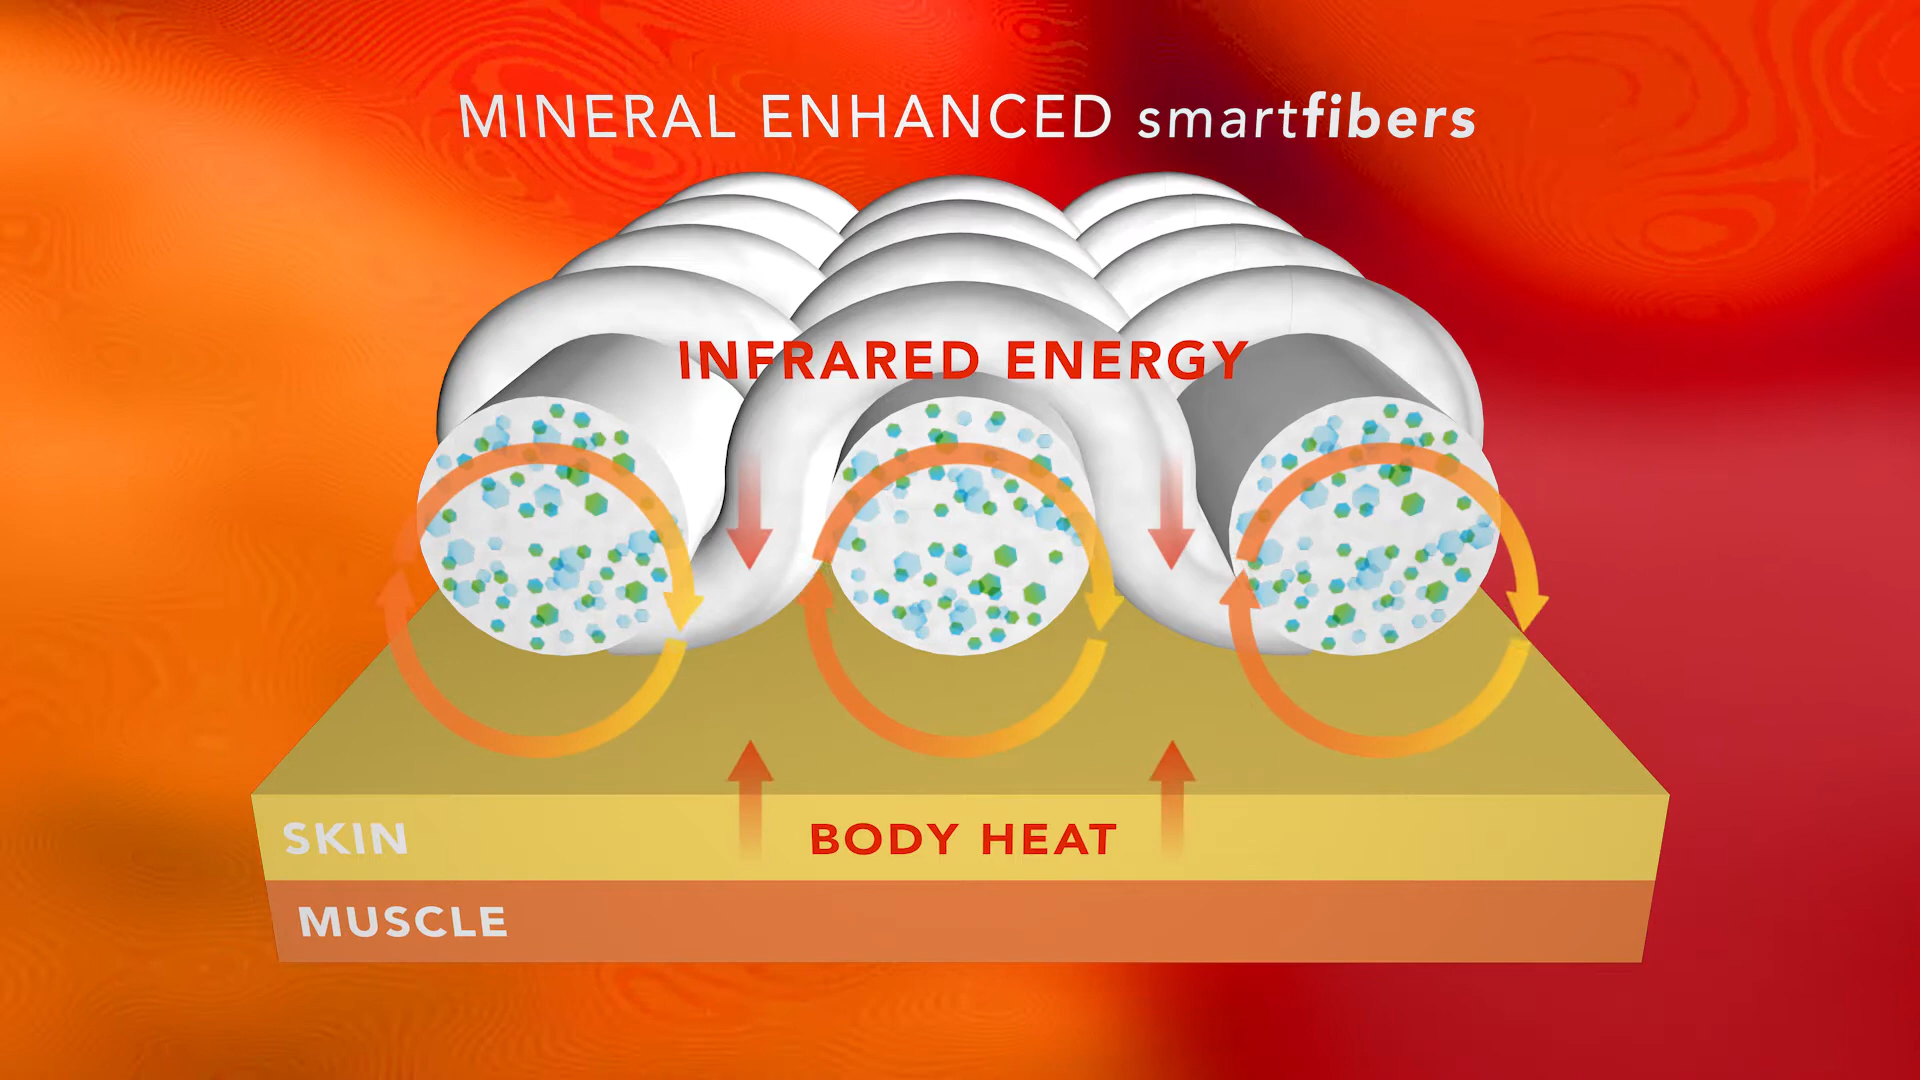 MINERAL ENHANCED smartfibers
INFRARED ENERGY
SKIN
BODY HEAT
MUSCLE